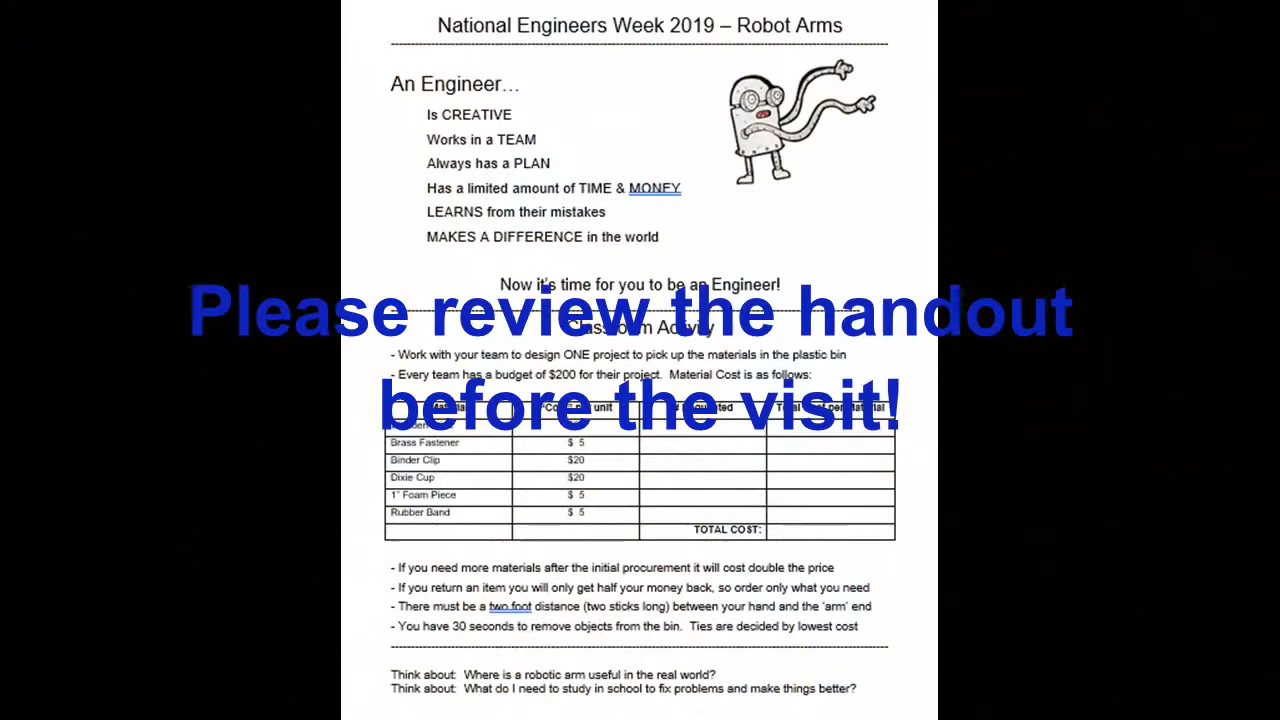 National Engineers Week 2019 – Robot Arms
An Engineer…
Is CREATIVE
Works in a TEAM
Always has a PLAN
Has a limited amount of TIME & MONEY
LEARNS from their mistakes
MAKES A DIFFERENCE in the world
Now it's time for you to be an Engineer!
Please review the handout
Classroom Activity
- Work with your team to design ONE project to pick up the materials in the plastic bin
- Every team has a budget of $200 for their project. Material Cost is as follows:
before the visit!
unit Total
Brass Fastener $ 5
Binder Clip $20
Dixie Cup $20
1" Foam Piece $ 5
Rubber Band $ 5
TOTAL COST:
- If you need more materials after the initial procurement it will cost double the price
- If you return an item you will only get half your money back, so order only what you need
- There must be a two foot distance (two sticks long) between your hand and the 'arm' end
- You have 30 seconds to remove objects from the bin. Ties are decided by lowest cost
Think about: Where is a robotic arm useful in the real world?
Think about: What do I need to study in school to fix problems and make things better?